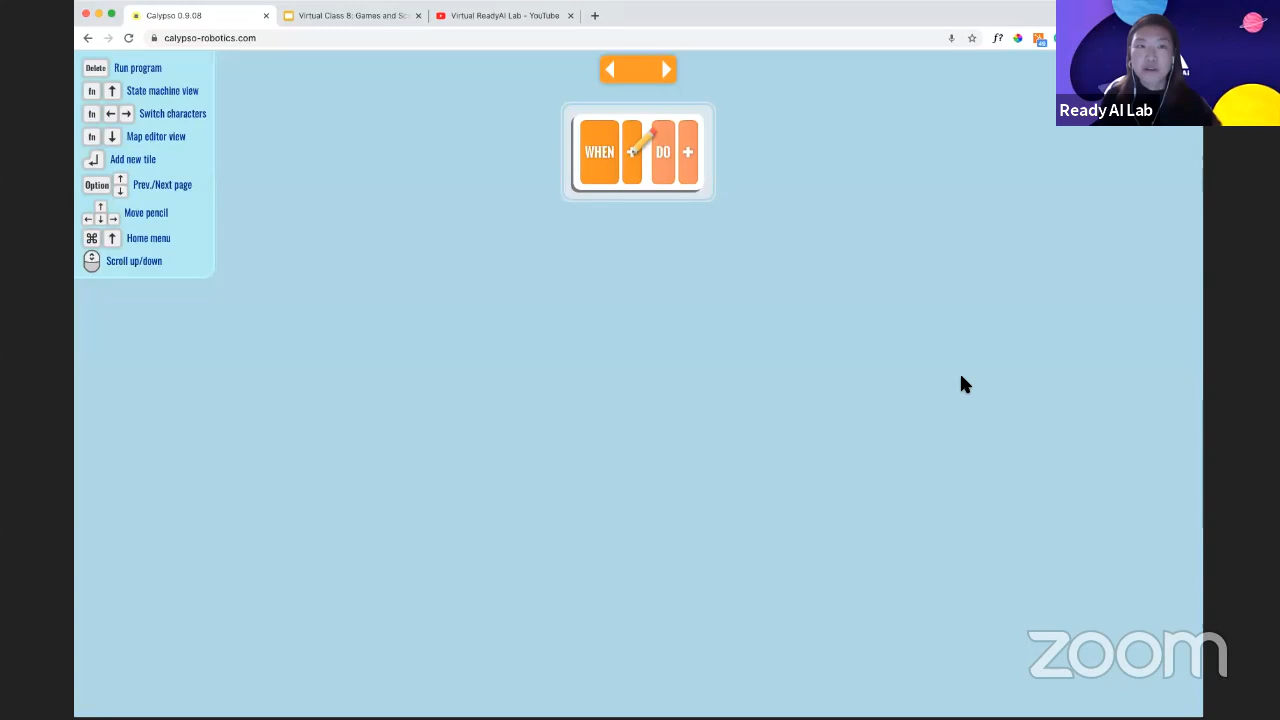 Calypso 0.9.08
Virtual Class 8: Games and Sc
Virtual ReadyAI Lab - YouTube
calypso-robotics.com
f?
Delete Run program
fn State machine view
fn Switch characters
fn Map editor view
Add new tile
Option Prev./Next page
Move pencil
Home menu
Scroll up/down
WHEN + DO +
AI
Ready AI Lab
zoom